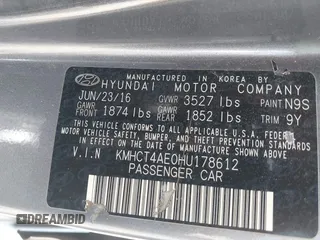 MANUFACTURED IN KOREA BY
HYUNDAI MOTOR COMPANY
JUN/23/16 GVWR 3527 lbs PAINT N9S
GAWR FRONT 1874 lbs GAWR REAR 1852 lbs TRIM 9Y
THIS VEHICLE CONFORMS TO ALL APPLICABLE U.S. FEDERAL MOTOR
VEHICLE SAFETY, BUMPER, AND THEFT PREVENTION STANDARDS
IN EFFECT ON THE DATE OF MANUFACTURE SHOWN ABOVE.
V.I.N KMHCT4AE0HU178612
PASSENGER CAR
DREAMBID